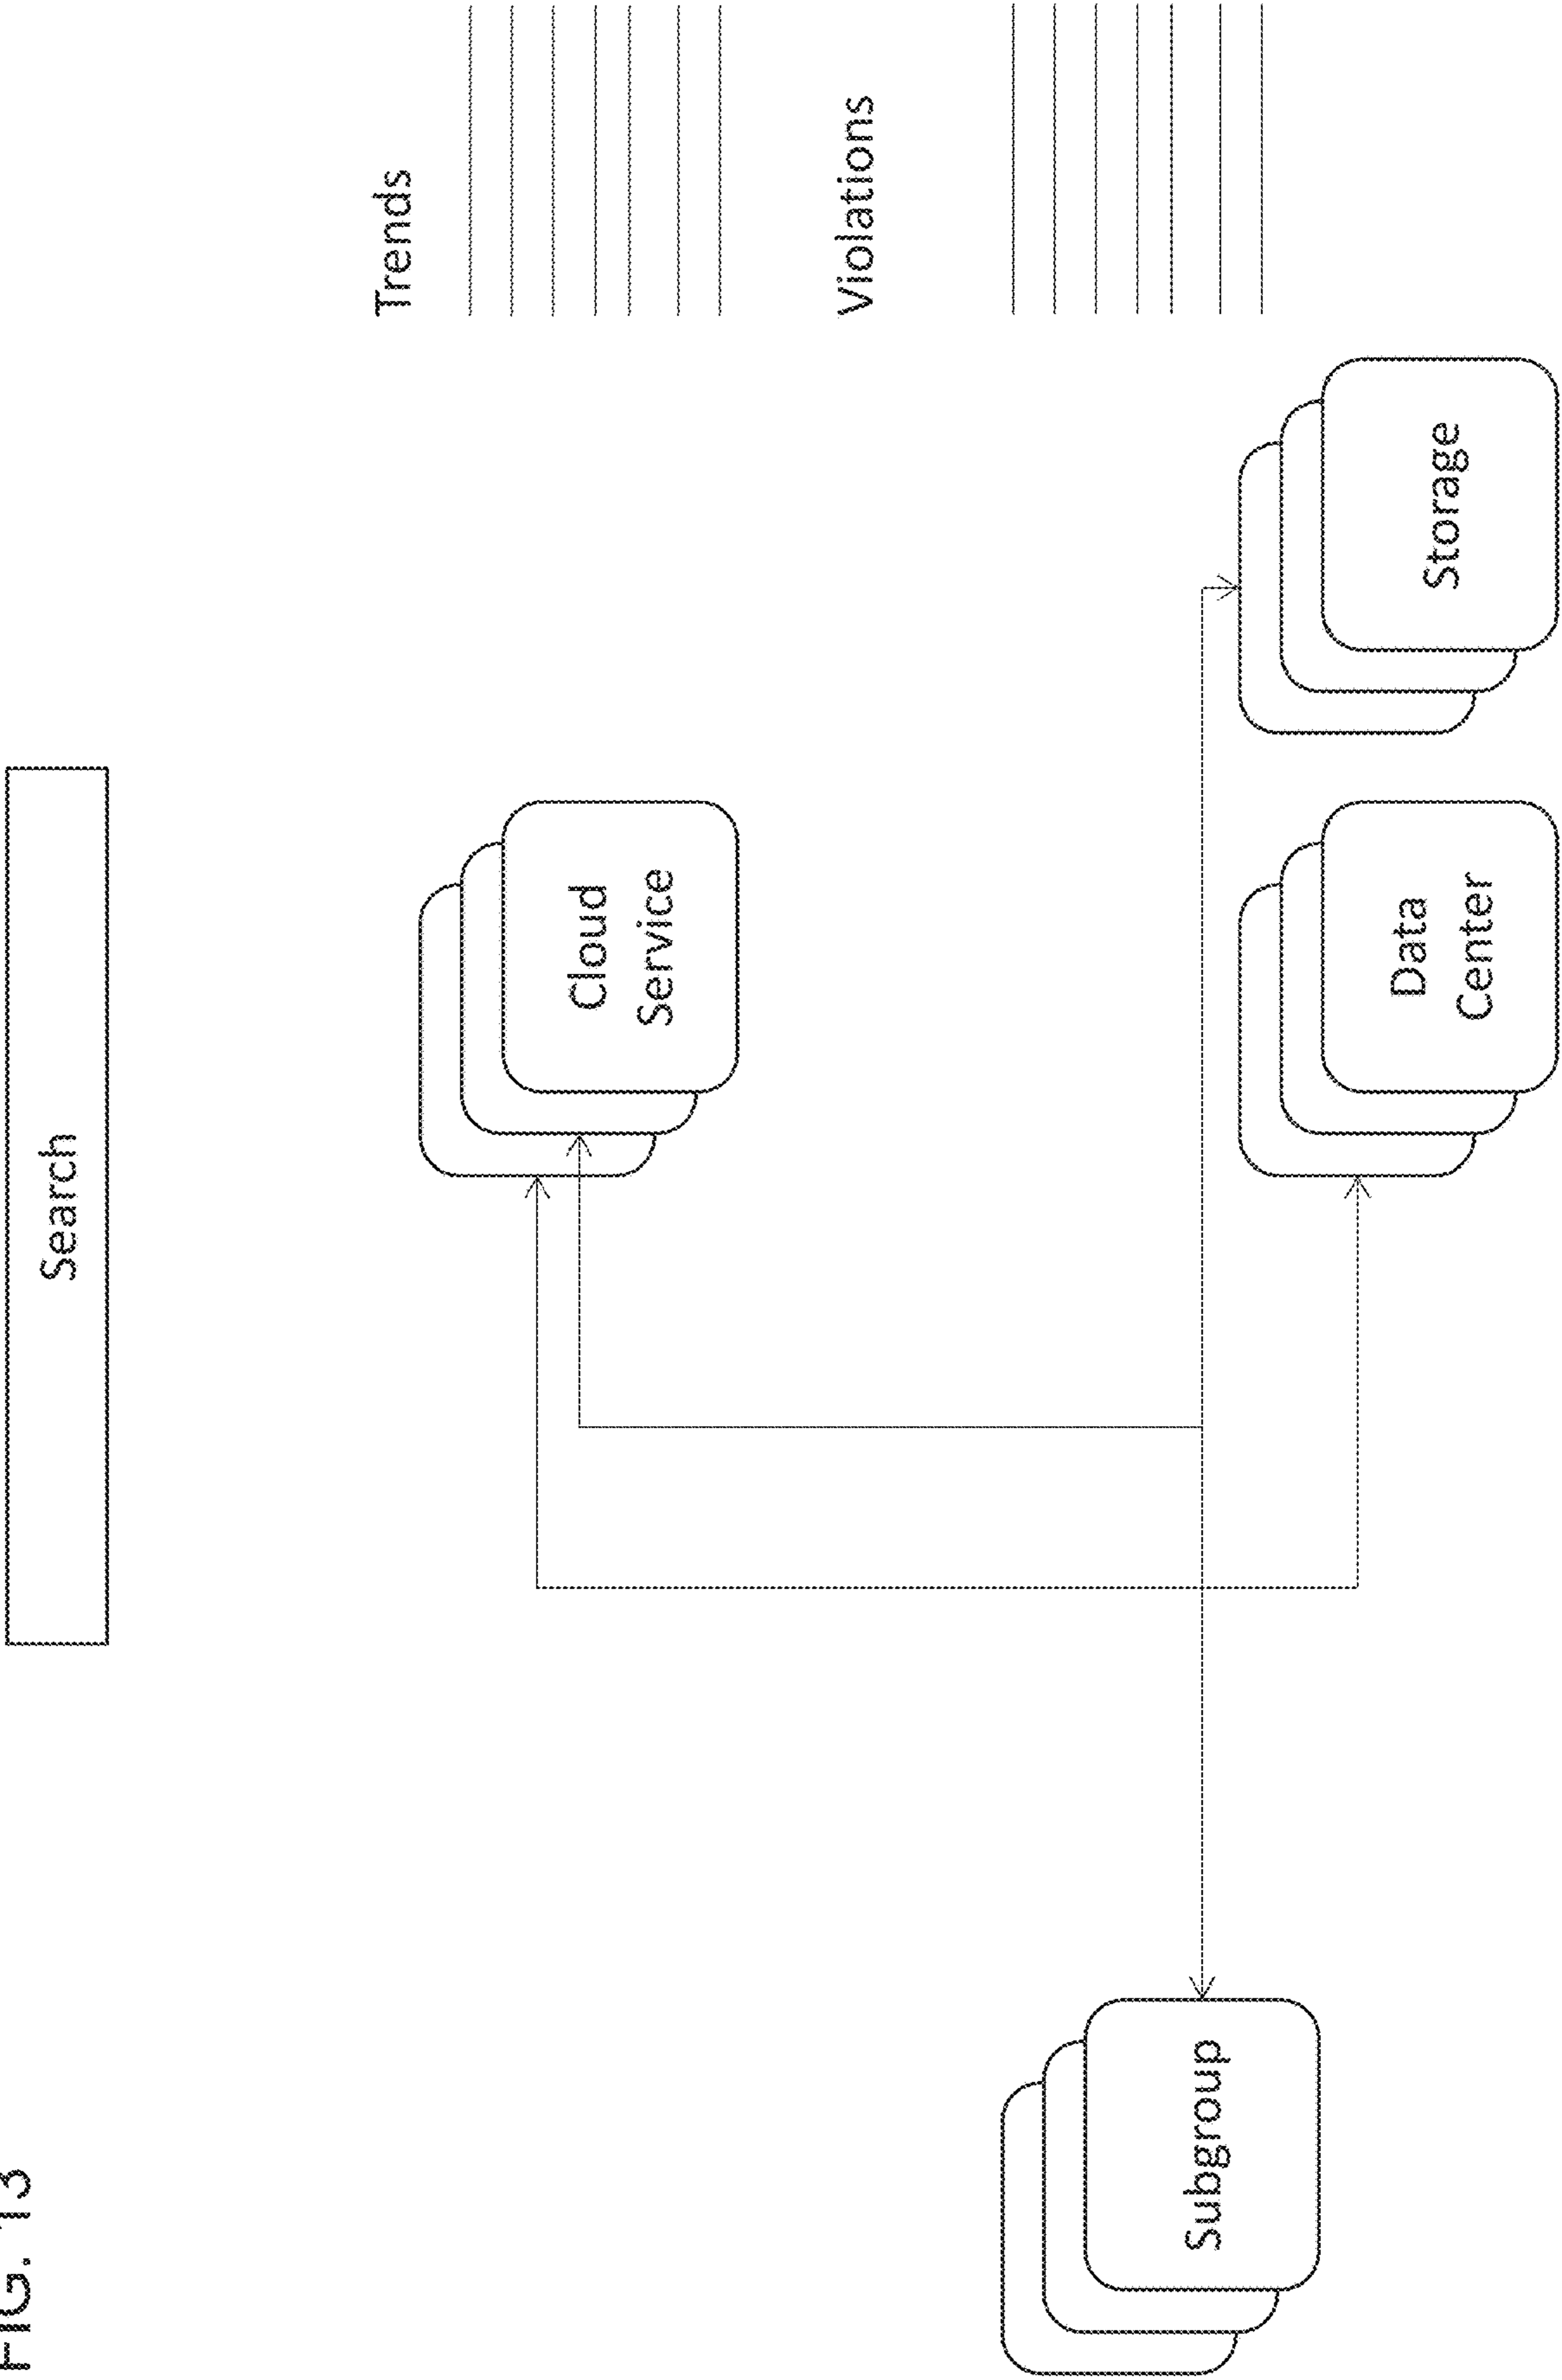 FIG. 13
Search
Trends
Cloud
Service
Violations
Subgroup
Data
Center
Storage